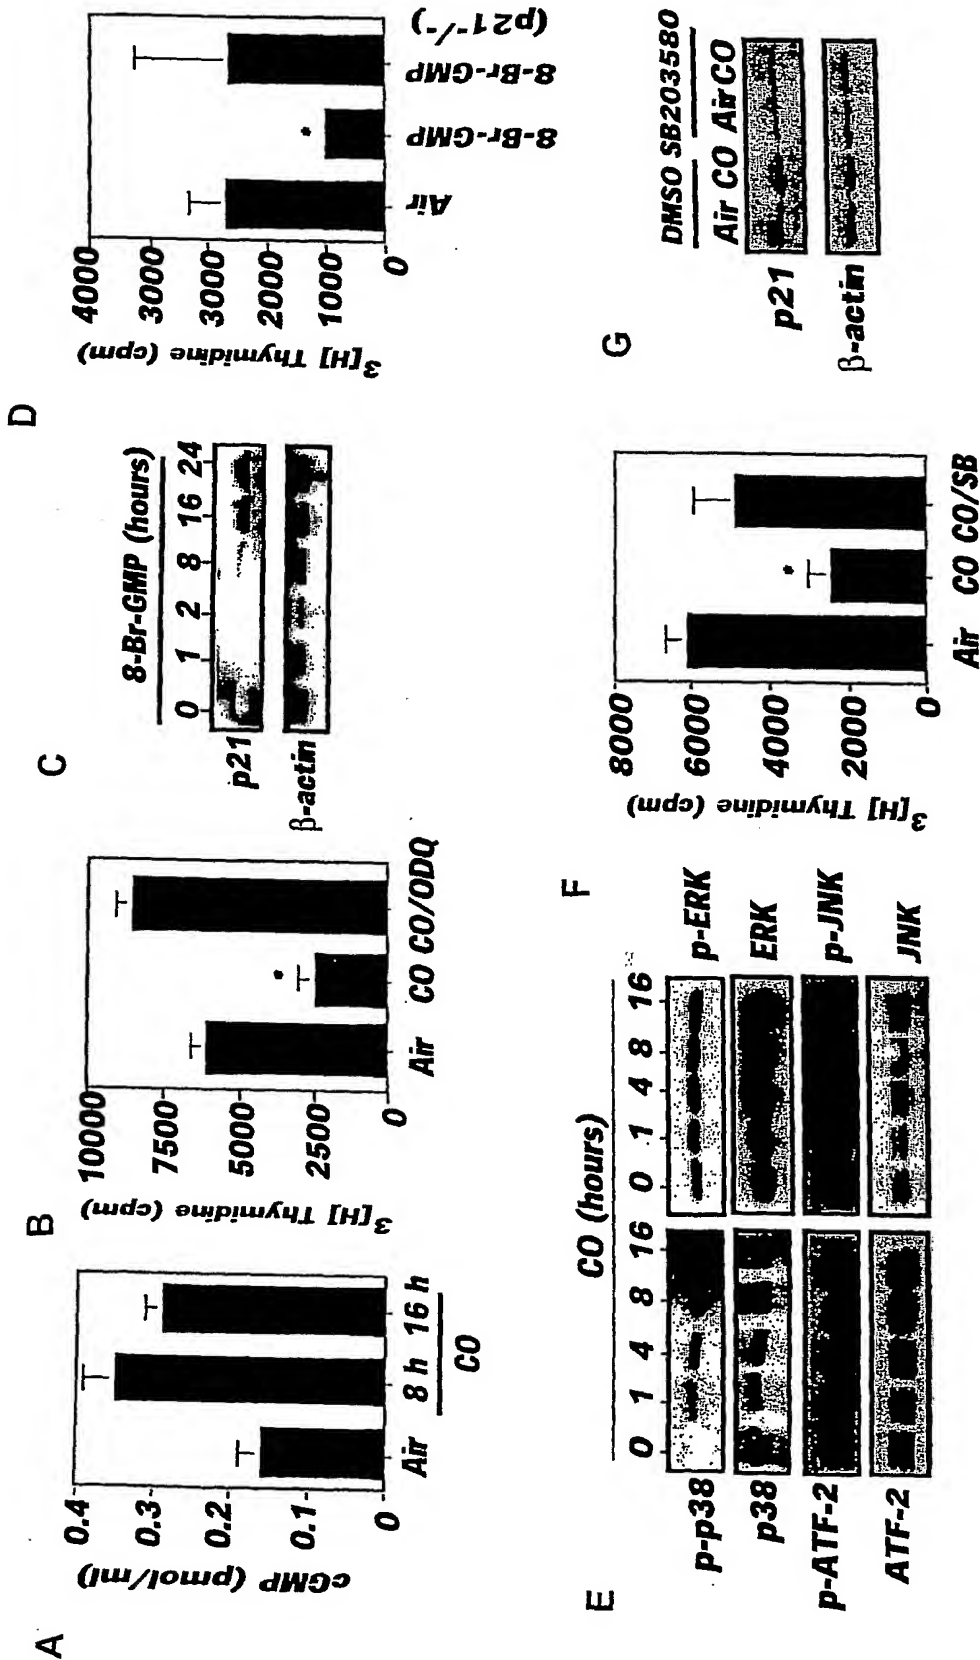 A
cGMP (pmol/ml)
0.4
0.3
0.2
0.1
0
Air 8 h 16 h
CO
B
3[H] Thymidine (cpm)
10000
7500
5000
2500
0
*
Air CO CO/ODQ
C
8-Br-GMP (hours)
0 1 2 8 16 24
p21
β-actin
D
3[H] Thymidine (cpm)
4000
3000
2000
1000
0
*
Air
8-Br-GMP
8-Br-GMP
(p21-/-)
E
CO (hours)
0 1 4 8 16
0 1 4 8 16
p-p38
p38
p-ATF-2
ATF-2
p-ERK
ERK
p-JNK
JNK
F
3[H] Thymidine (cpm)
8000
6000
4000
2000
0
*
Air CO CO/SB
G
DMSO SB203580
Air CO Air CO
p21
β-actin